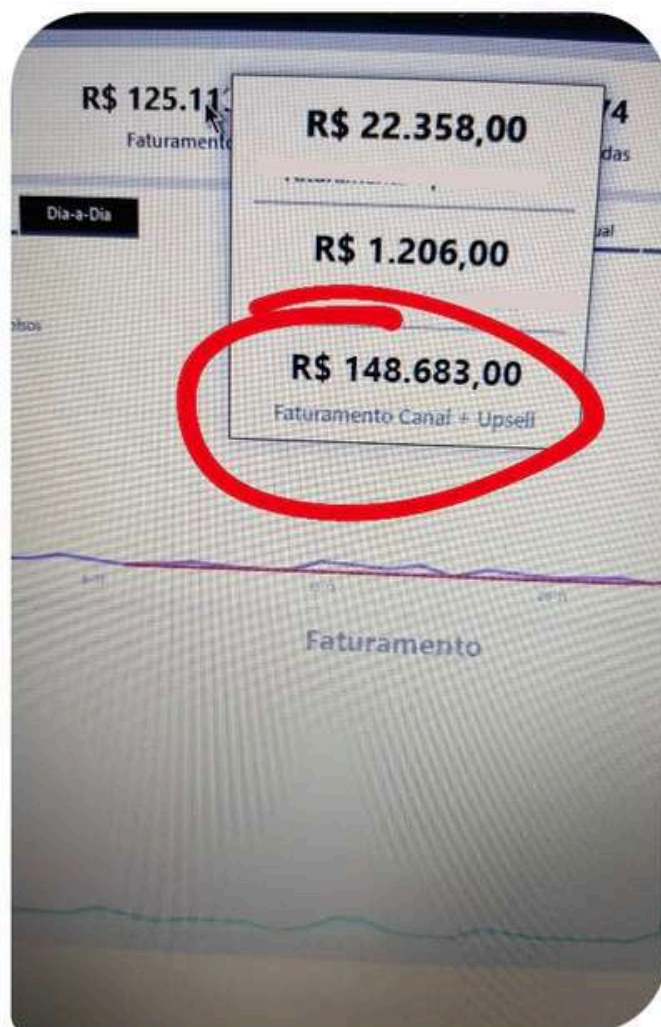 R$ 125.11
Faturamento
R$ 22.358,00
74
das
Dia-a-Dia
R$ 1.206,00
ual
R$ 148.683,00
Faturamento Canal + Upsell
Faturamento